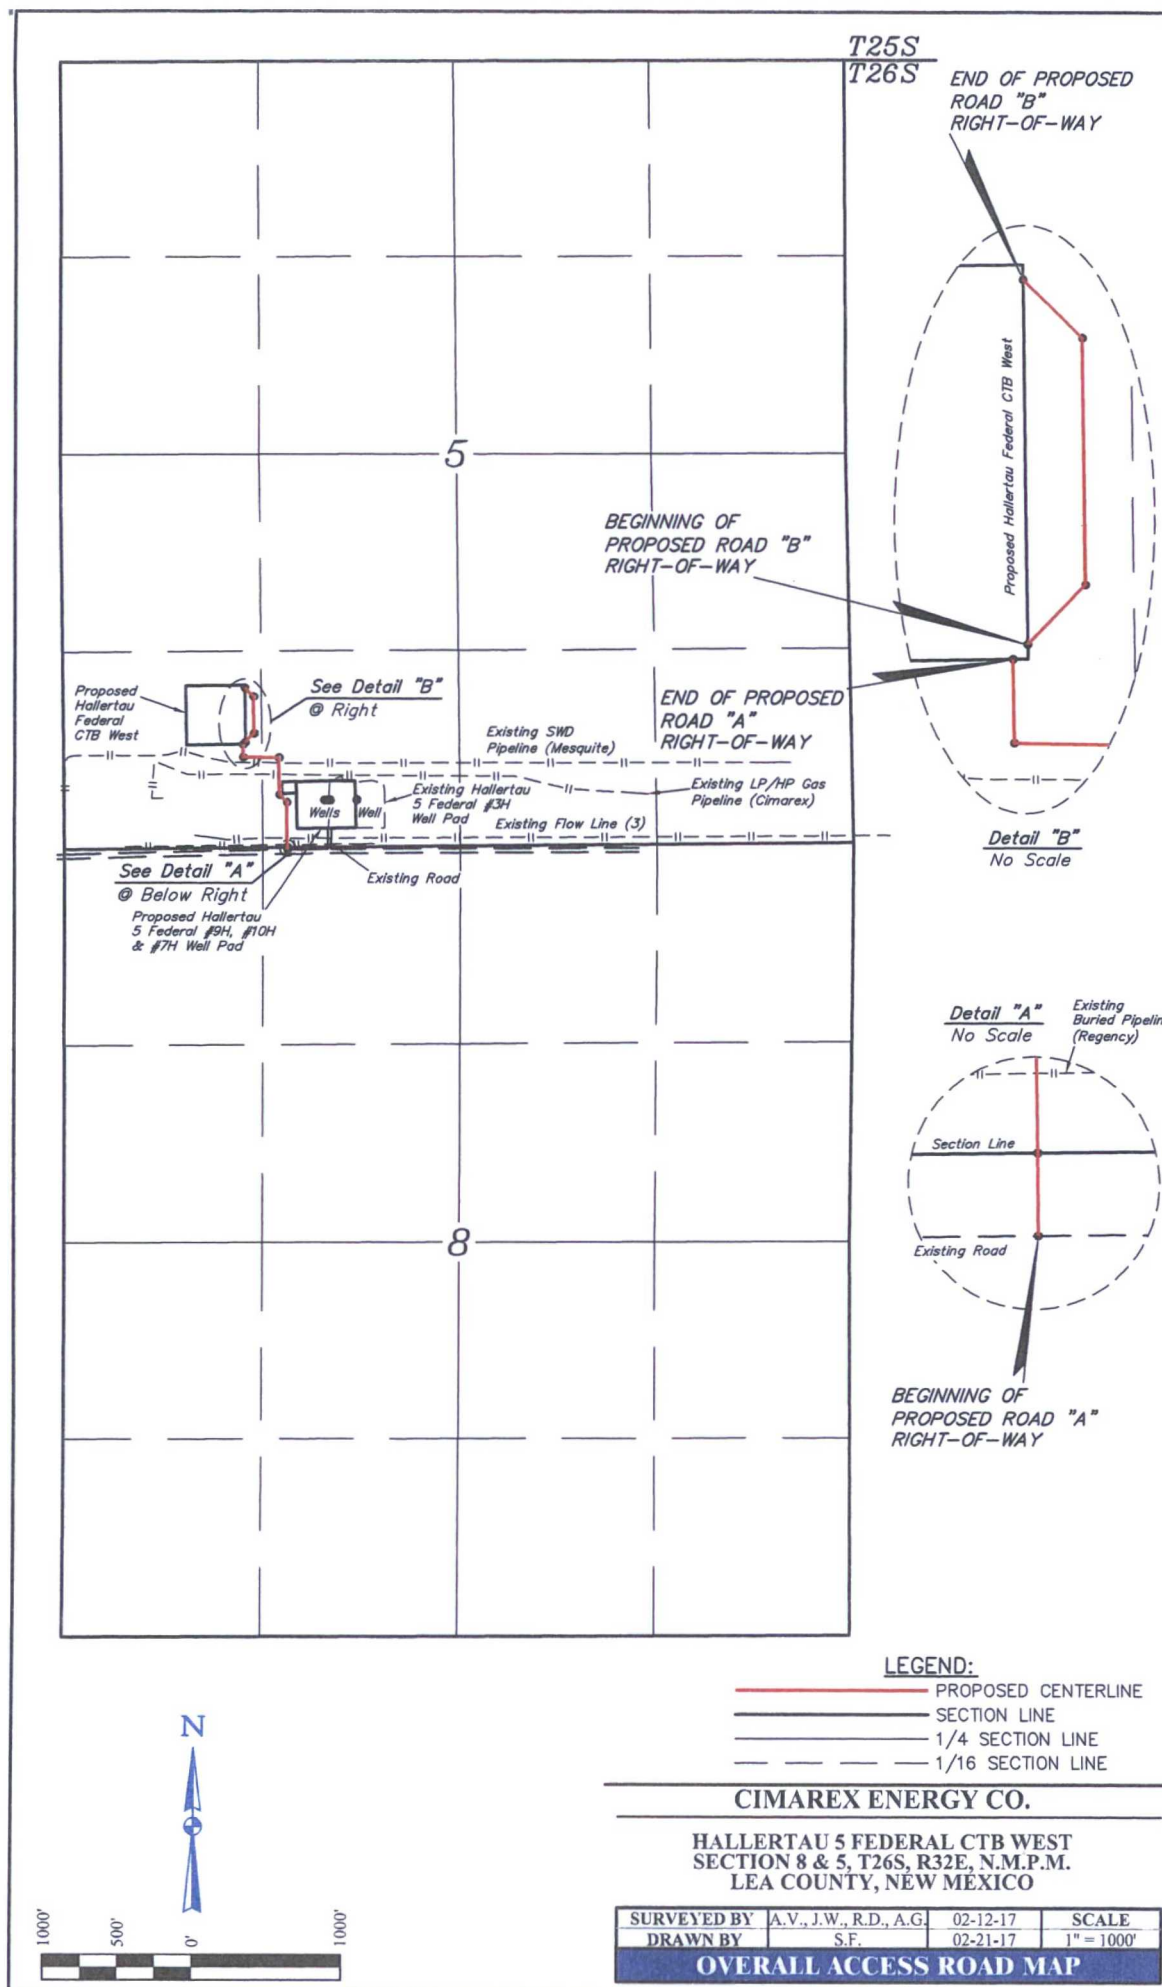 T25S
T26S
END OF PROPOSED
ROAD "B"
RIGHT-OF-WAY
5
Proposed Hallertau Federal CTB West
BEGINNING OF
PROPOSED ROAD "B"
RIGHT-OF-WAY
END OF PROPOSED
ROAD "A"
RIGHT-OF-WAY
Proposed
Hallertau
Federal
CTB West
See Detail "B"
@ Right
Existing SWD
Pipeline (Mesquite)
Existing LP/HP Gas
Pipeline (Cimarex)
Existing Hallertau
5 Federal #3H
Well Pad
Wells
Well
Existing Flow Line (3)
Detail "B"
No Scale
See Detail "A"
@ Below Right
Existing Road
Proposed Hallertau
5 Federal #9H, #10H
& #7H Well Pad
Detail "A"
No Scale
Existing
Buried Pipelin
(Regency)
Section Line
Existing Road
8
BEGINNING OF
PROPOSED ROAD "A"
RIGHT-OF-WAY
LEGEND:
PROPOSED CENTERLINE
SECTION LINE
1/4 SECTION LINE
1/16 SECTION LINE
N
1000'
500'
0'
1000'
CIMAREX ENERGY CO.
HALLERTAU 5 FEDERAL CTB WEST
SECTION 8 & 5, T26S, R32E, N.M.P.M.
LEA COUNTY, NEW MEXICO
SURVEYED BY A.V., J.W., R.D., A.G. 02-12-17 SCALE
DRAWN BY S.F. 02-21-17 1" = 1000'
OVERALL ACCESS ROAD MAP